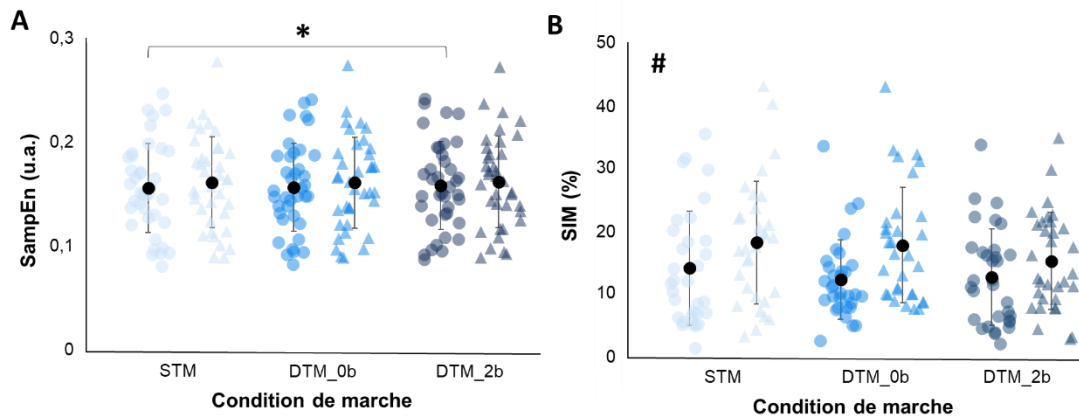 A
SampEn (u.a.)
0,3
0,2
0,1
0
*
STM
DTM_0b
DTM_2b
Condition de marche
B
SIM (%)
50
40
30
20
10
0
#
STM
DTM_0b
DTM_2b
Condition de marche